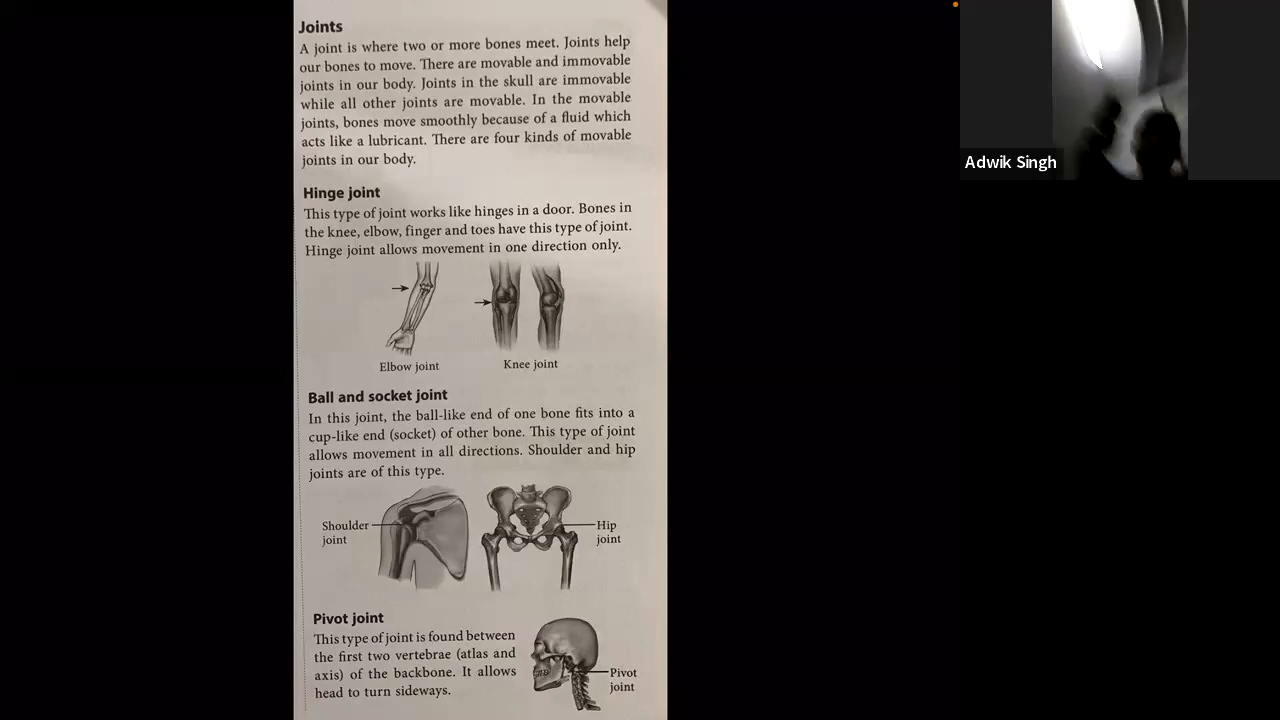 Joints
A joint is where two or more bones meet. Joints help
our bones to move. There are movable and immovable
joints in our body. Joints in the skull are immovable
while all other joints are movable. In the movable
joints, bones move smoothly because of a fluid which
acts like a lubricant. There are four kinds of movable
joints in our body.
Hinge joint
This type of joint works like hinges in a door. Bones in
the knee, elbow, finger and toes have this type of joint.
Hinge joint allows movement in one direction only.
Elbow joint
Knee joint
Ball and socket joint
In this joint, the ball-like end of one bone fits into a
cup-like end (socket) of other bone. This type of joint
allows movement in all directions. Shoulder and hip
joints are of this type.
Shoulder
joint
Hip
joint
Pivot joint
This type of joint is found between
the first two vertebrae (atlas and
axis) of the backbone. It allows
head to turn sideways.
Pivot
joint
Adwik Singh